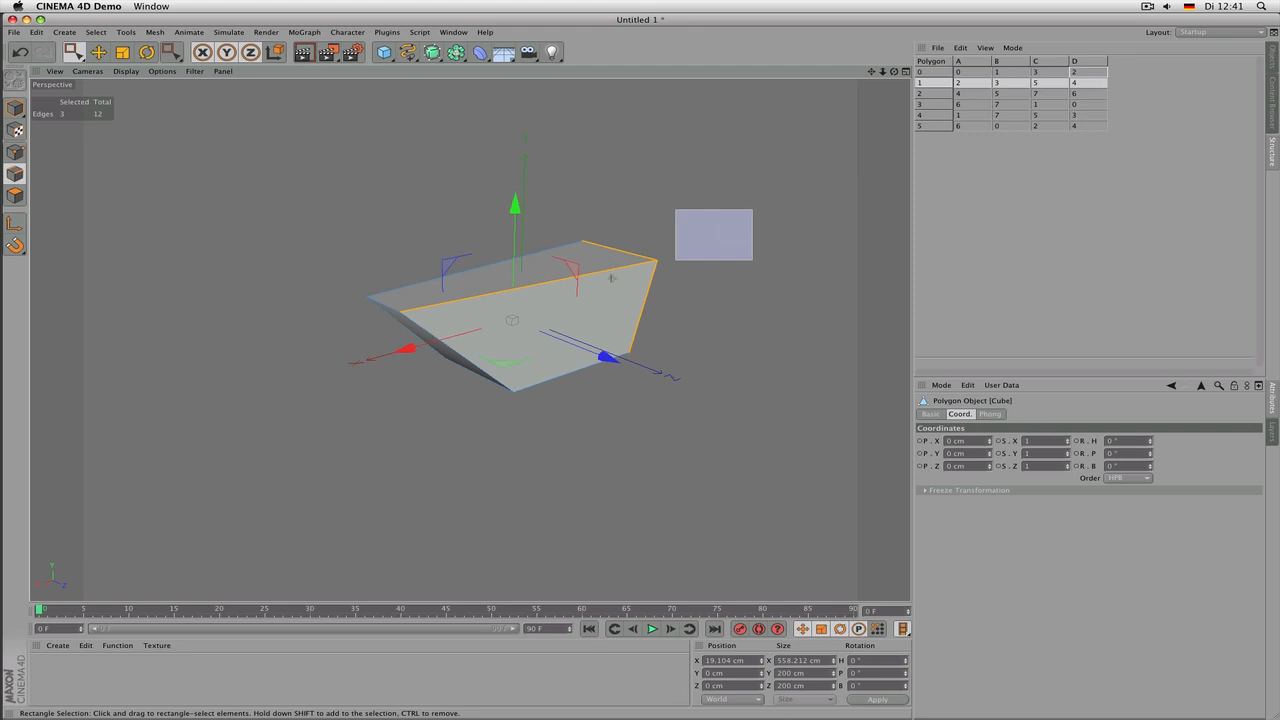 CINEMA 4D Demo Window Di 12:41
Untitled 1 *
File Edit Create Select Tools Mesh Animate Simulate Render MoGraph Character Plugins Script Window Help Layout: Startup
X Y Z
View Cameras Display Options Filter Panel
Perspective
Selected Total
Edges 3 12
File Edit View Mode
Polygon A B C D
0 0 1 3 2
1 2 3 5 4
2 4 5 7 6
3 6 7 1 0
4 1 7 5 3
5 6 0 2 4
Objects
Content Browser
Structure
Mode Edit User Data
Polygon Object [Cube]
Basic Coord. Phong
Coordinates
P . X 0 cm S . X 1 R . H 0 °
P . Y 0 cm S . Y 1 R . P 0 °
P . Z 0 cm S . Z 1 R . B 0 °
Order HPB
Freeze Transformation
Attributes
Layers
Y
Z
0 5 10 15 20 25 30 35 40 45 50 55 60 65 70 75 80 85 90 0 F
0 F 90 F P
Create Edit Function Texture
Position Size Rotation
X 19.104 cm X 558.212 cm H 0 °
Y 0 cm Y 200 cm P 0 °
Z 0 cm Z 200 cm B 0 °
World Size Apply
MAXON
CINEMA 4D
Rectangle Selection: Click and drag to rectangle-select elements. Hold down SHIFT to add to the selection, CTRL to remove.